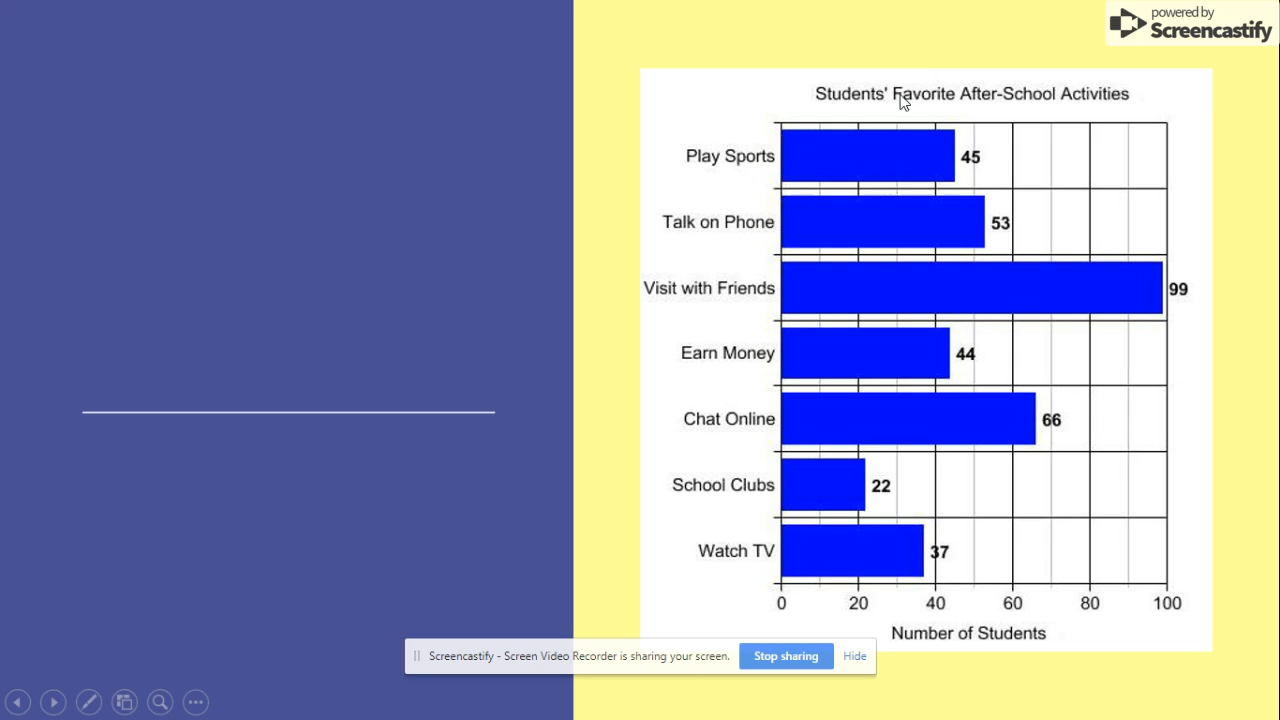 powered by
Screencastify
Students' Favorite After-School Activities
Play Sports 45
Talk on Phone 53
Visit with Friends 99
Earn Money 44
Chat Online 66
School Clubs 22
Watch TV 37
0 20 40 60 80 100
Number of Students
Screencastify - Screen Video Recorder is sharing your screen. Stop sharing Hide